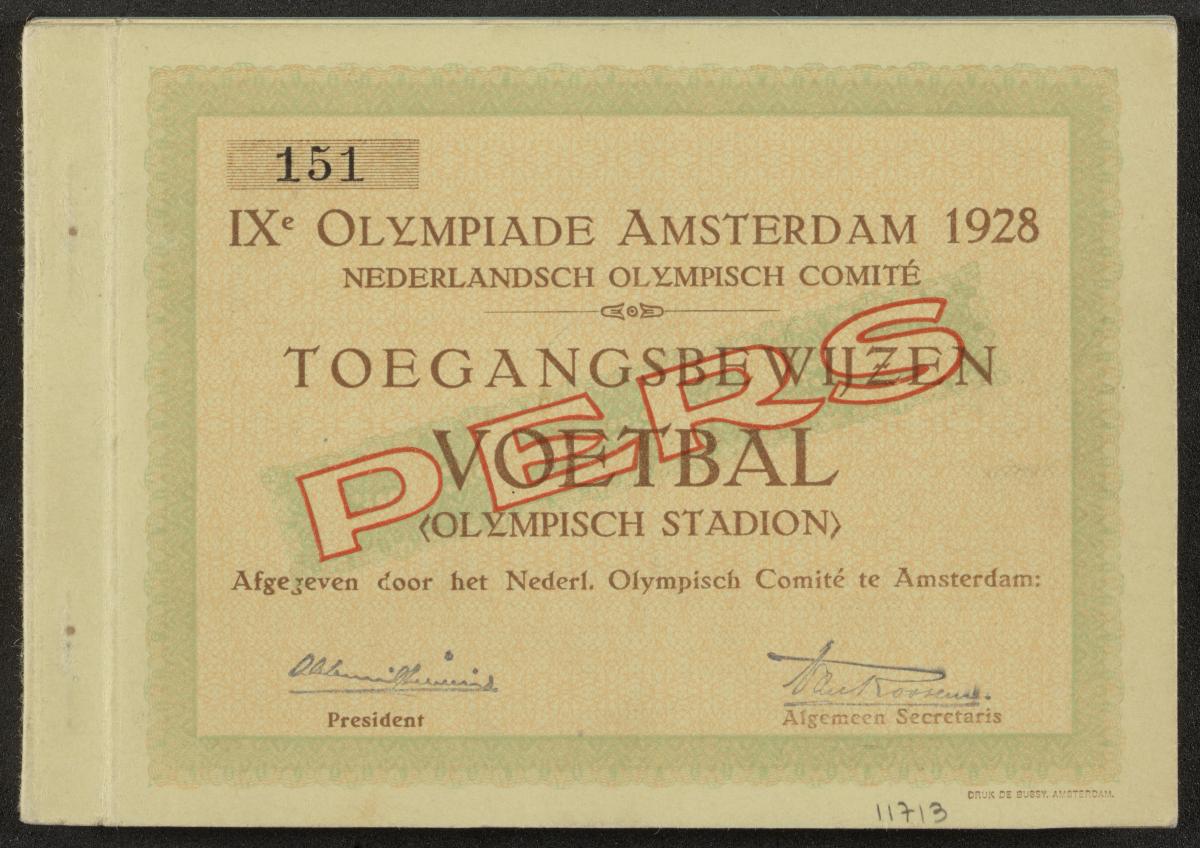 151
IXe OLYMPIADE AMSTERDAM 1928
NEDERLANDSCH OLYMPISCH COMITÉ
TOEGANGSBEWIJZEN
VOETBAL
PERS
<OLYMPISCH STADION>
Afgegeven door het Nederl. Olympisch Comité te Amsterdam:
President
Algemeen Secretaris
DRUK DE BUSSY. AMSTERDAM.
11713